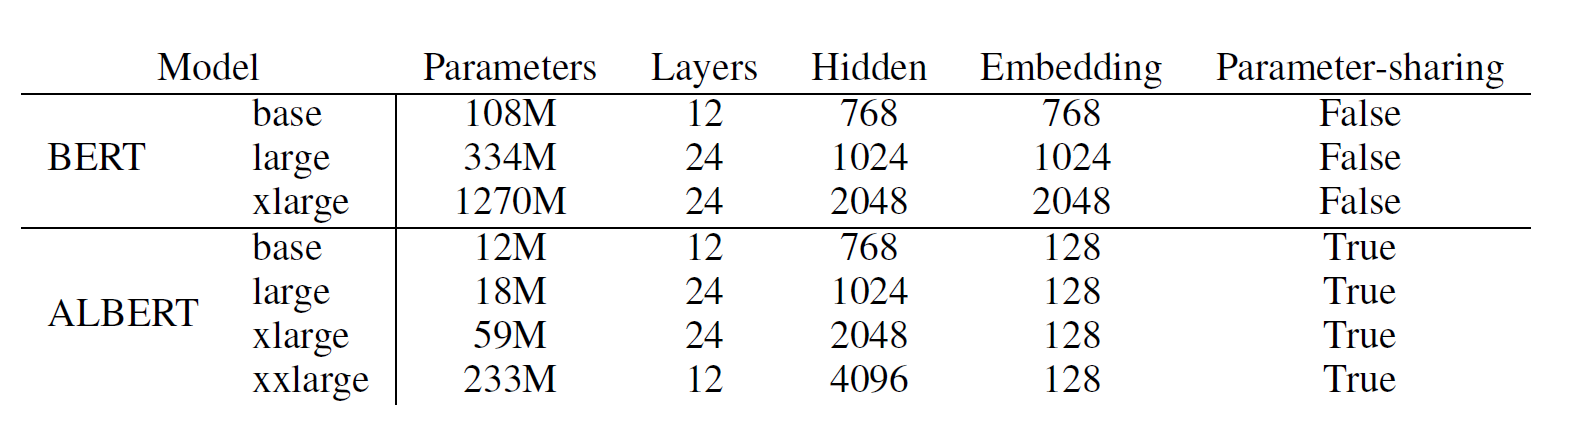 Model Parameters Layers Hidden Embedding Parameter-sharing
base 108M 12 768 768 False
BERT large 334M 24 1024 1024 False
xlarge 1270M 24 2048 2048 False
base 12M 12 768 128 True
large 18M 24 1024 128 True
ALBERT
xlarge 59M 24 2048 128 True
xxlarge 233M 12 4096 128 True